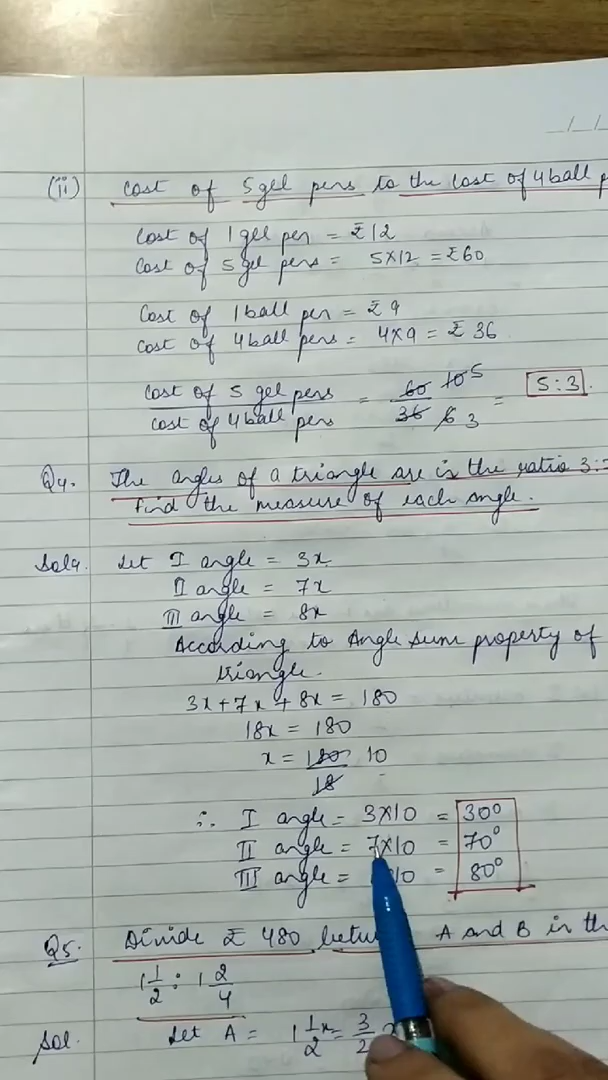 (ii) Cost of 5 gel pens to the cost of 4 ball p
Cost of 1 gel pen = ₹12
Cost of 5 gel pens = 5×12 = ₹60
Cost of 1 ball pen = ₹9
Cost of 4 ball pens = 4×9 = ₹36
Cost of 5 gel pens / Cost of 4 ball pens = 60 10 5 / 36 6 3 = 5:3.
Q4. The angles of a triangle are in the ratio 3:
Find the measure of each angle.
Sol4. Let I angle = 3x
II angle = 7x
III angle = 8x
According to Angle sum property of
triangle.
3x+7x+8x = 180
18x = 180
x = 180/18 10
∴ I angle = 3×10 = 30°
II angle = 7×10 = 70°
III angle = 10 = 80°
Q5. Divide ₹480 A and B in th
1 1/2 : 1 2/4
Sol. Let A = 1 1/2 x = 3/2